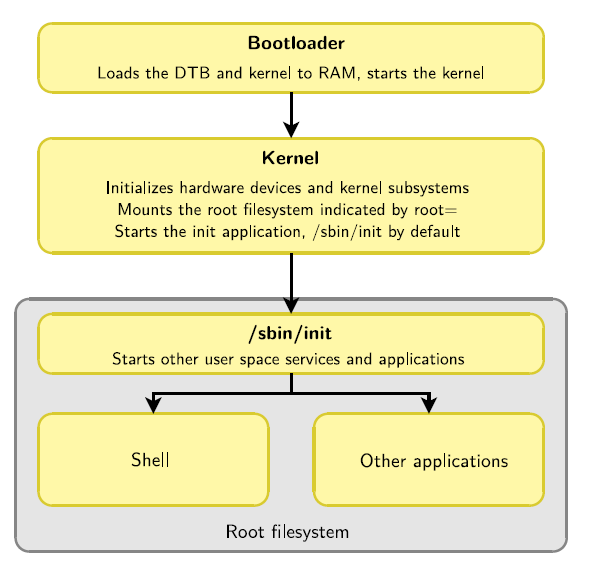 Bootloader
Loads the DTB and kernel to RAM, starts the kernel
Kernel
Initializes hardware devices and kernel subsystems
Mounts the root filesystem indicated by root=
Starts the init application, /sbin/init by default
/sbin/init
Starts other user space services and applications
Shell
Other applications
Root filesystem